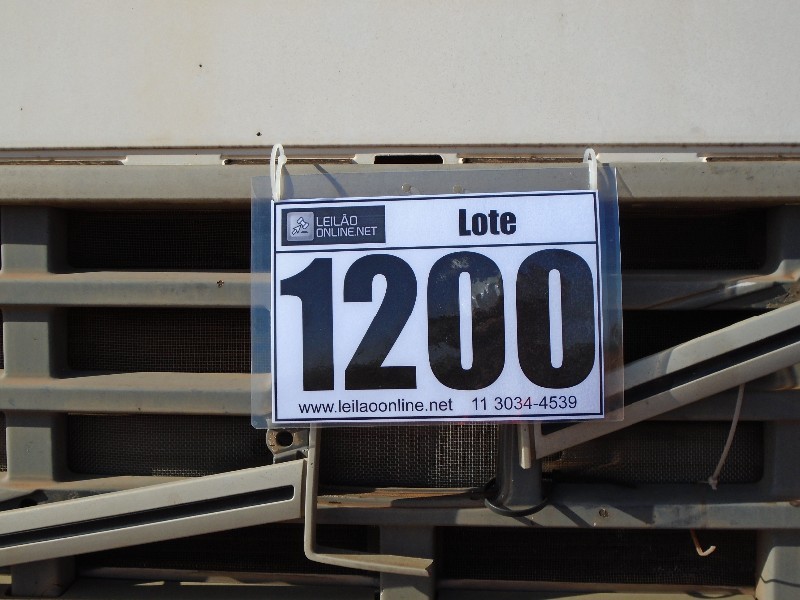 LEILÃO
ONLINE.NET
Lote
1200
www.leilaoonline.net 11 3034-4539